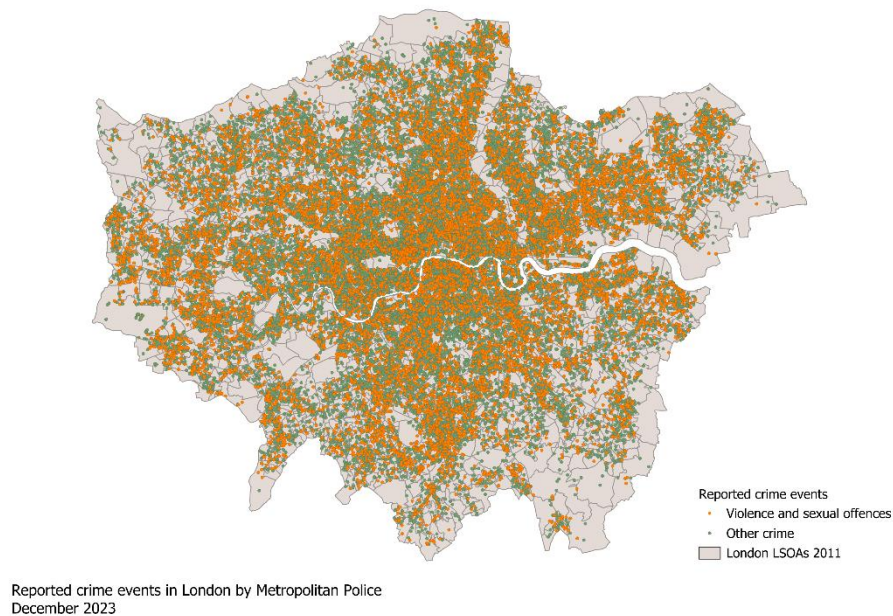 Reported crime events
Violence and sexual offences
Other crime
London LSOAs 2011
Reported crime events in London by Metropolitan Police
December 2023